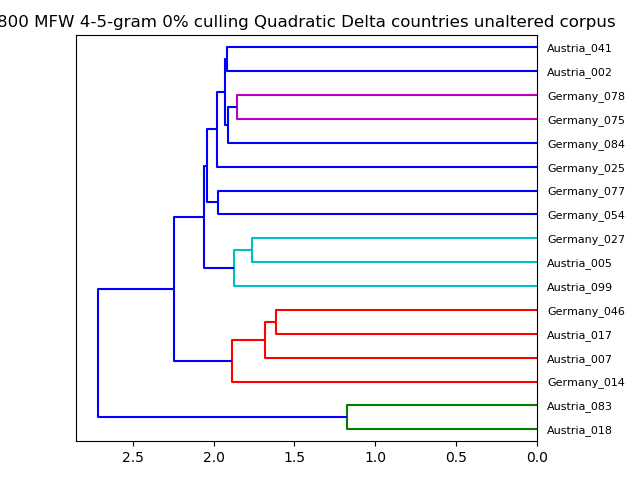 800 MFW 4-5-gram 0% culling Quadratic Delta countries unaltered corpus
Austria_041
Austria_002
Germany_078
Germany_075
Germany_084
Germany_025
Germany_077
Germany_054
Germany_027
Austria_005
Austria_099
Germany_046
Austria_017
Austria_007
Germany_014
Austria_083
Austria_018
2.5 2.0 1.5 1.0 0.5 0.0